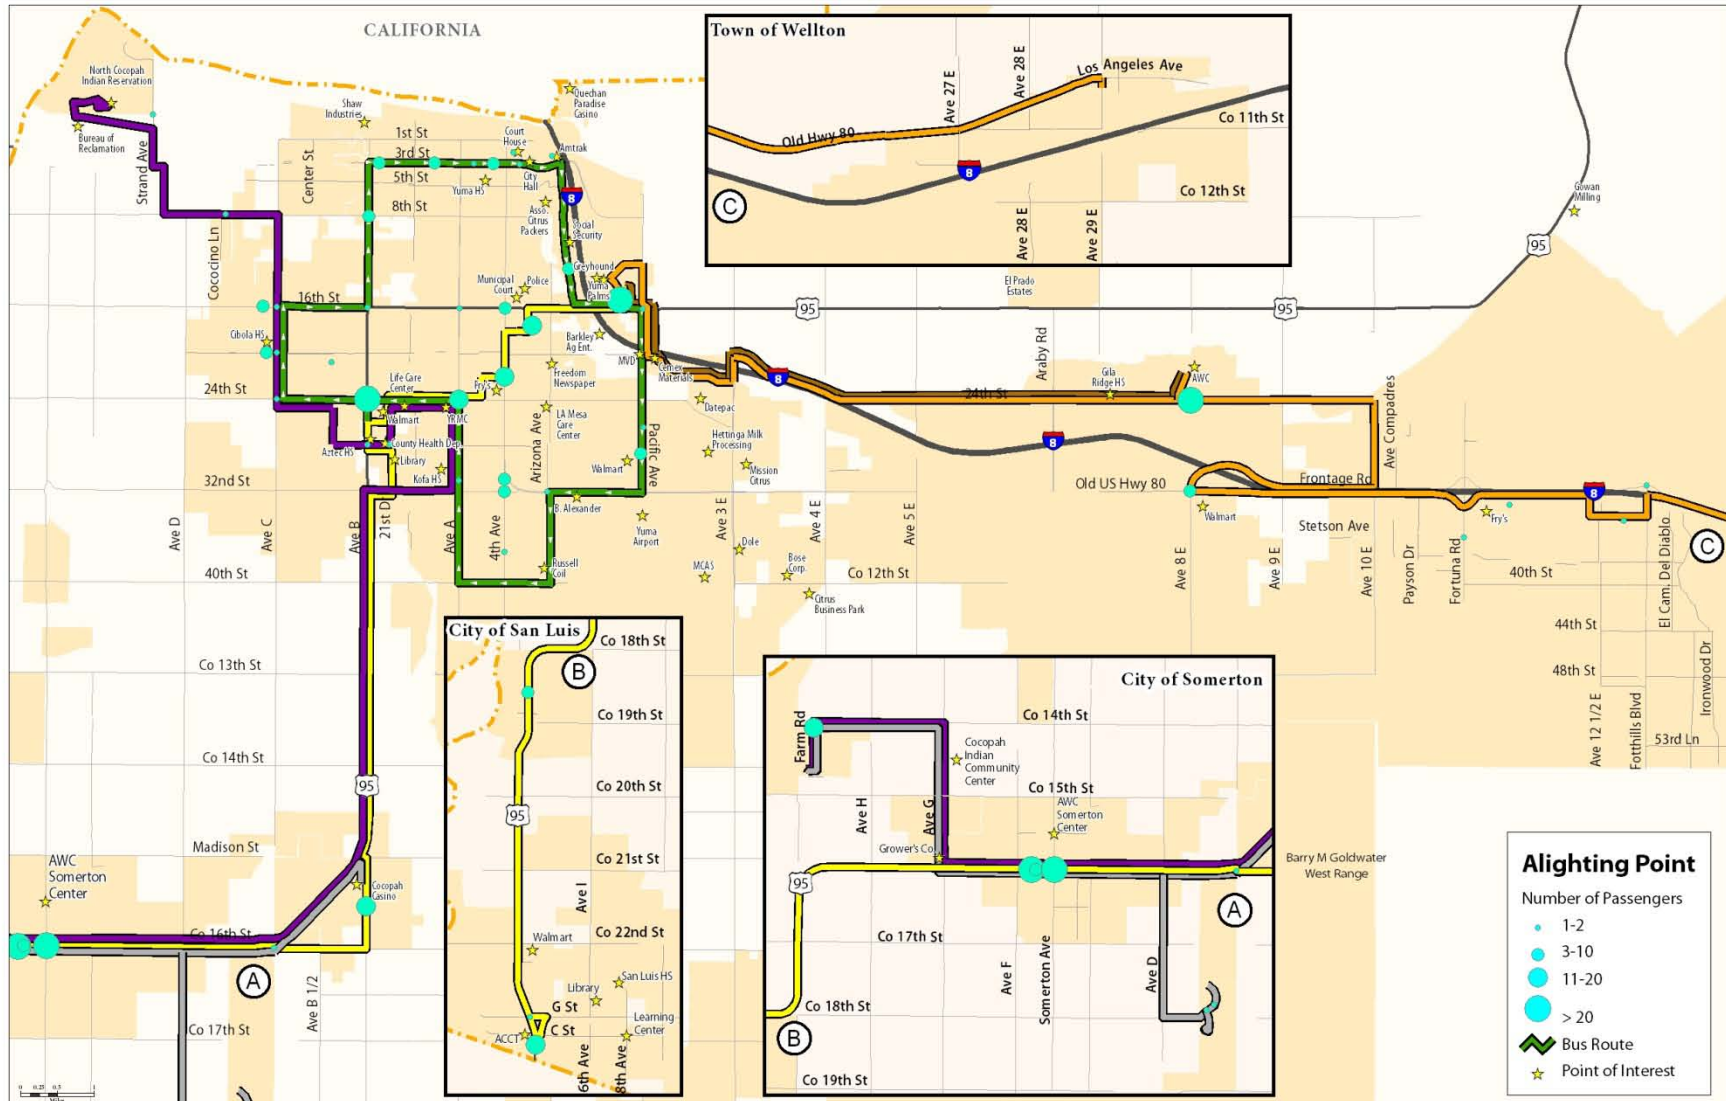 CALIFORNIA
North Cocopah
Indian Reservation
Bureau of
Reclamation
Strand Ave
Shaw
Industries
Center St
1st St
3rd St
5th St
8th St
Court
House
Amtrak
City
Hall
Yuma HS
Quechan
Paradise
Casino
8
Asso.
Citrus
Packers
Social
Security
Cococino Ln
Greyhound
Municipal
Court
Police
Yuma
Palms
16th St
Cibola HS
Barkley
Ag Ent.
MVD
Cemex
Materials
Freedom
Newspaper
Life Care
Center
Fry's
24th St
Walmart
YRMC
LA Mesa
Care
Center
Arizona Ave
Pacific Ave
Datepac
County Health Dep.
Aztec HS
Library
Kofa HS
Hettinga Milk
Processing
Mission
Citrus
Walmart
32nd St
B. Alexander
Yuma
Airport
Ave D
Ave C
Ave B
21st D
Ave A
4th Ave
Ave 3 E
Ave 4 E
Ave 5 E
40th St
Russell
Coil
Dole
MCAS
Bose
Corp.
Citrus
Business Park
Co 12th St
95
95
95
El Prado
Estates
Gowan
Milling
Araby Rd
Gila
Ridge HS
AWC
8
24th St
8
Ave Compadres
Old US Hwy 80
Frontage Rd
8
Walmart
Stetson Ave
Fry's
Ave 8 E
Ave 9 E
Ave 10 E
Payson Dr
Fortuna Rd
40th St
El Cam. Del Diablo
C
44th St
48th St
Ironwood Dr
Ave 12 1/2 E
Fotthills Blvd
53rd Ln
Co 13th St
Co 14th St
95
Madison St
AWC
Somerton
Center
Cocopah
Casino
Co 16th St
A
Ave B 1/2
Co 17th St
Town of Wellton
Ave 27 E
Ave 28 E
Los Angeles Ave
Old Hwy 80
Co 11th St
8
Co 12th St
C
Ave 28 E
Ave 29 E
City of San Luis
Co 18th St
B
Co 19th St
Co 20th St
95
Co 21st St
Ave I
Co 22nd St
Walmart
San Luis HS
Library
G St
C St
Learning
Center
ACCT
6th Ave
8th Ave
City of Somerton
Farm Rd
Co 14th St
Cocopah
Indian
Community
Center
Co 15th St
AWC
Somerton
Center
Ave H
Ave G
Grower's Co
95
A
Co 17th St
Ave F
Somerton Ave
Ave D
Co 18th St
B
Co 19th St
Barry M Goldwater
West Range
Alighting Point
Number of Passengers
1-2
3-10
11-20
> 20
Bus Route
Point of Interest